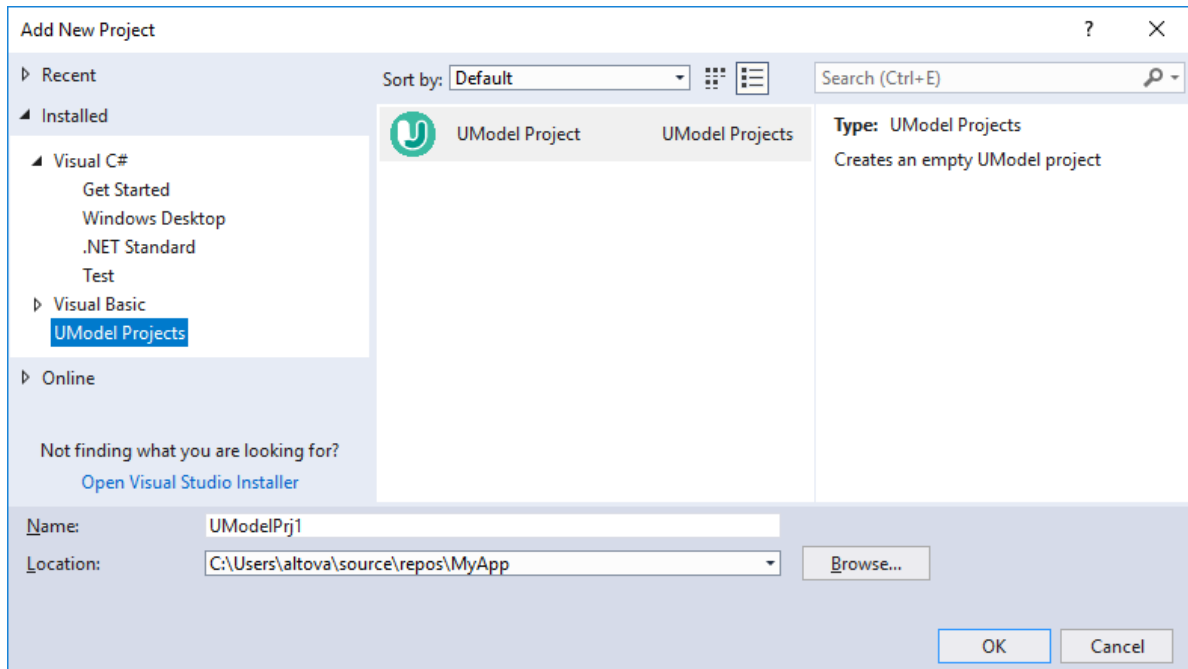 Add New Project
?
Recent
Sort by: Default
Search (Ctrl+E)
Installed
UModel Project UModel Projects
Type: UModel Projects
Creates an empty UModel project
Visual C#
Get Started
Windows Desktop
.NET Standard
Test
Visual Basic
UModel Projects
Online
Not finding what you are looking for?
Open Visual Studio Installer
Name: UModelPrj1
Location: C:\Users\altova\source\repos\MyApp
Browse...
OK Cancel